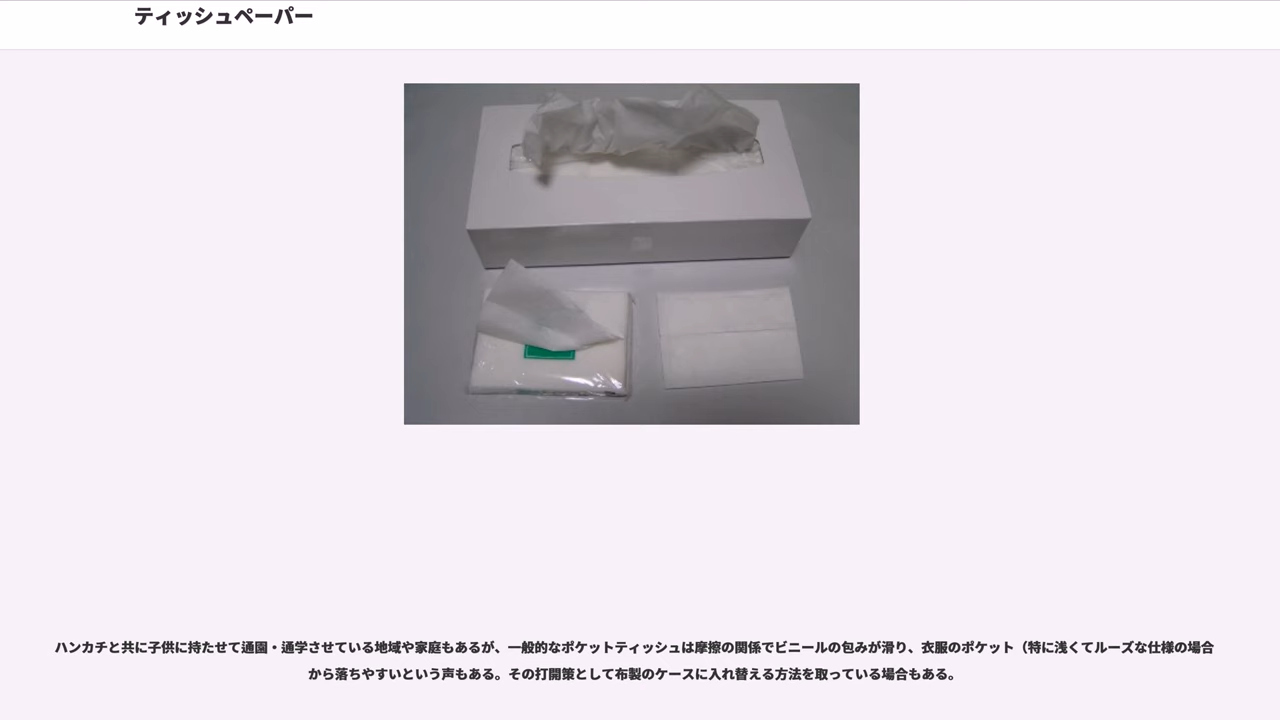 ティッシュペーパー
ハンカチと共に子供に持たせて通園・通学させている地域や家庭もあるが、一般的なポケットティッシュは摩擦の関係でビニールの包みが滑り、衣服のポケット（特に浅くてルーズな仕様の場合
から落ちやすいという声もある。その打開策として布製のケースに入れ替える方法を取っている場合もある。